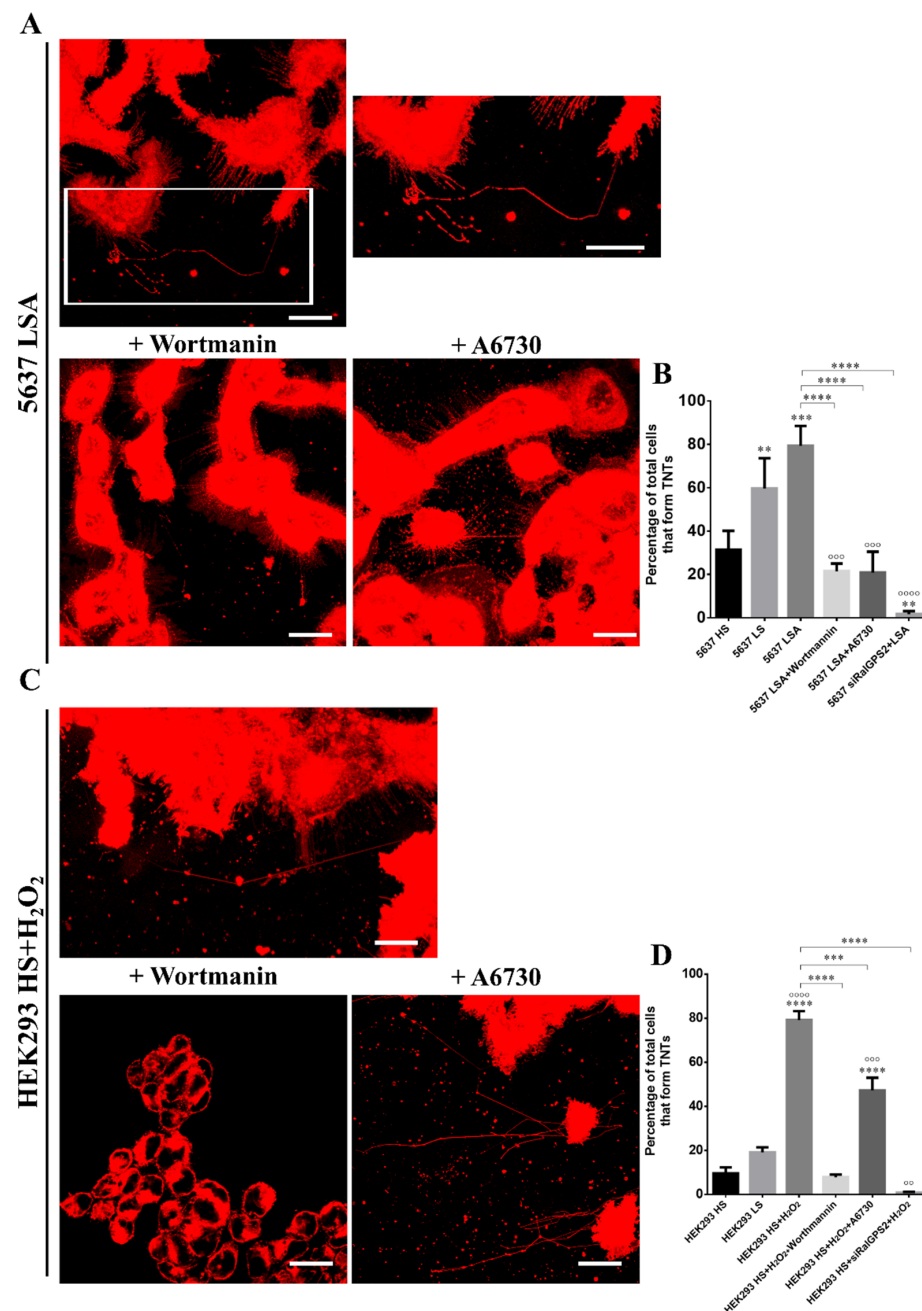 A
5637 LSA
+ Wortmanin
+ A6730
B
****
****
****
***
**
°°°
°°°
°°°°
**
Percentage of total cells
that form TNTs
100
80
60
40
20
0
5637 HS
5637 LS
5637 LSA
5637 LSA+Wortmannin
5637 LSA+A6730
5637 siRalGPS2+LSA
C
HEK293 HS+H₂O₂
+ Wortmanin
+ A6730
D
****
***
****
°°°°
****
°°°
****
°°
Percentage of total cells
that form TNTs
100
80
60
40
20
0
HEK293 HS
HEK293 LS
HEK293 HS+H₂O₂
HEK293 HS+H₂O₂+Wortmannin
HEK293 HS+H₂O₂+A6730
HEK293 HS+siRalGPS2+H₂O₂